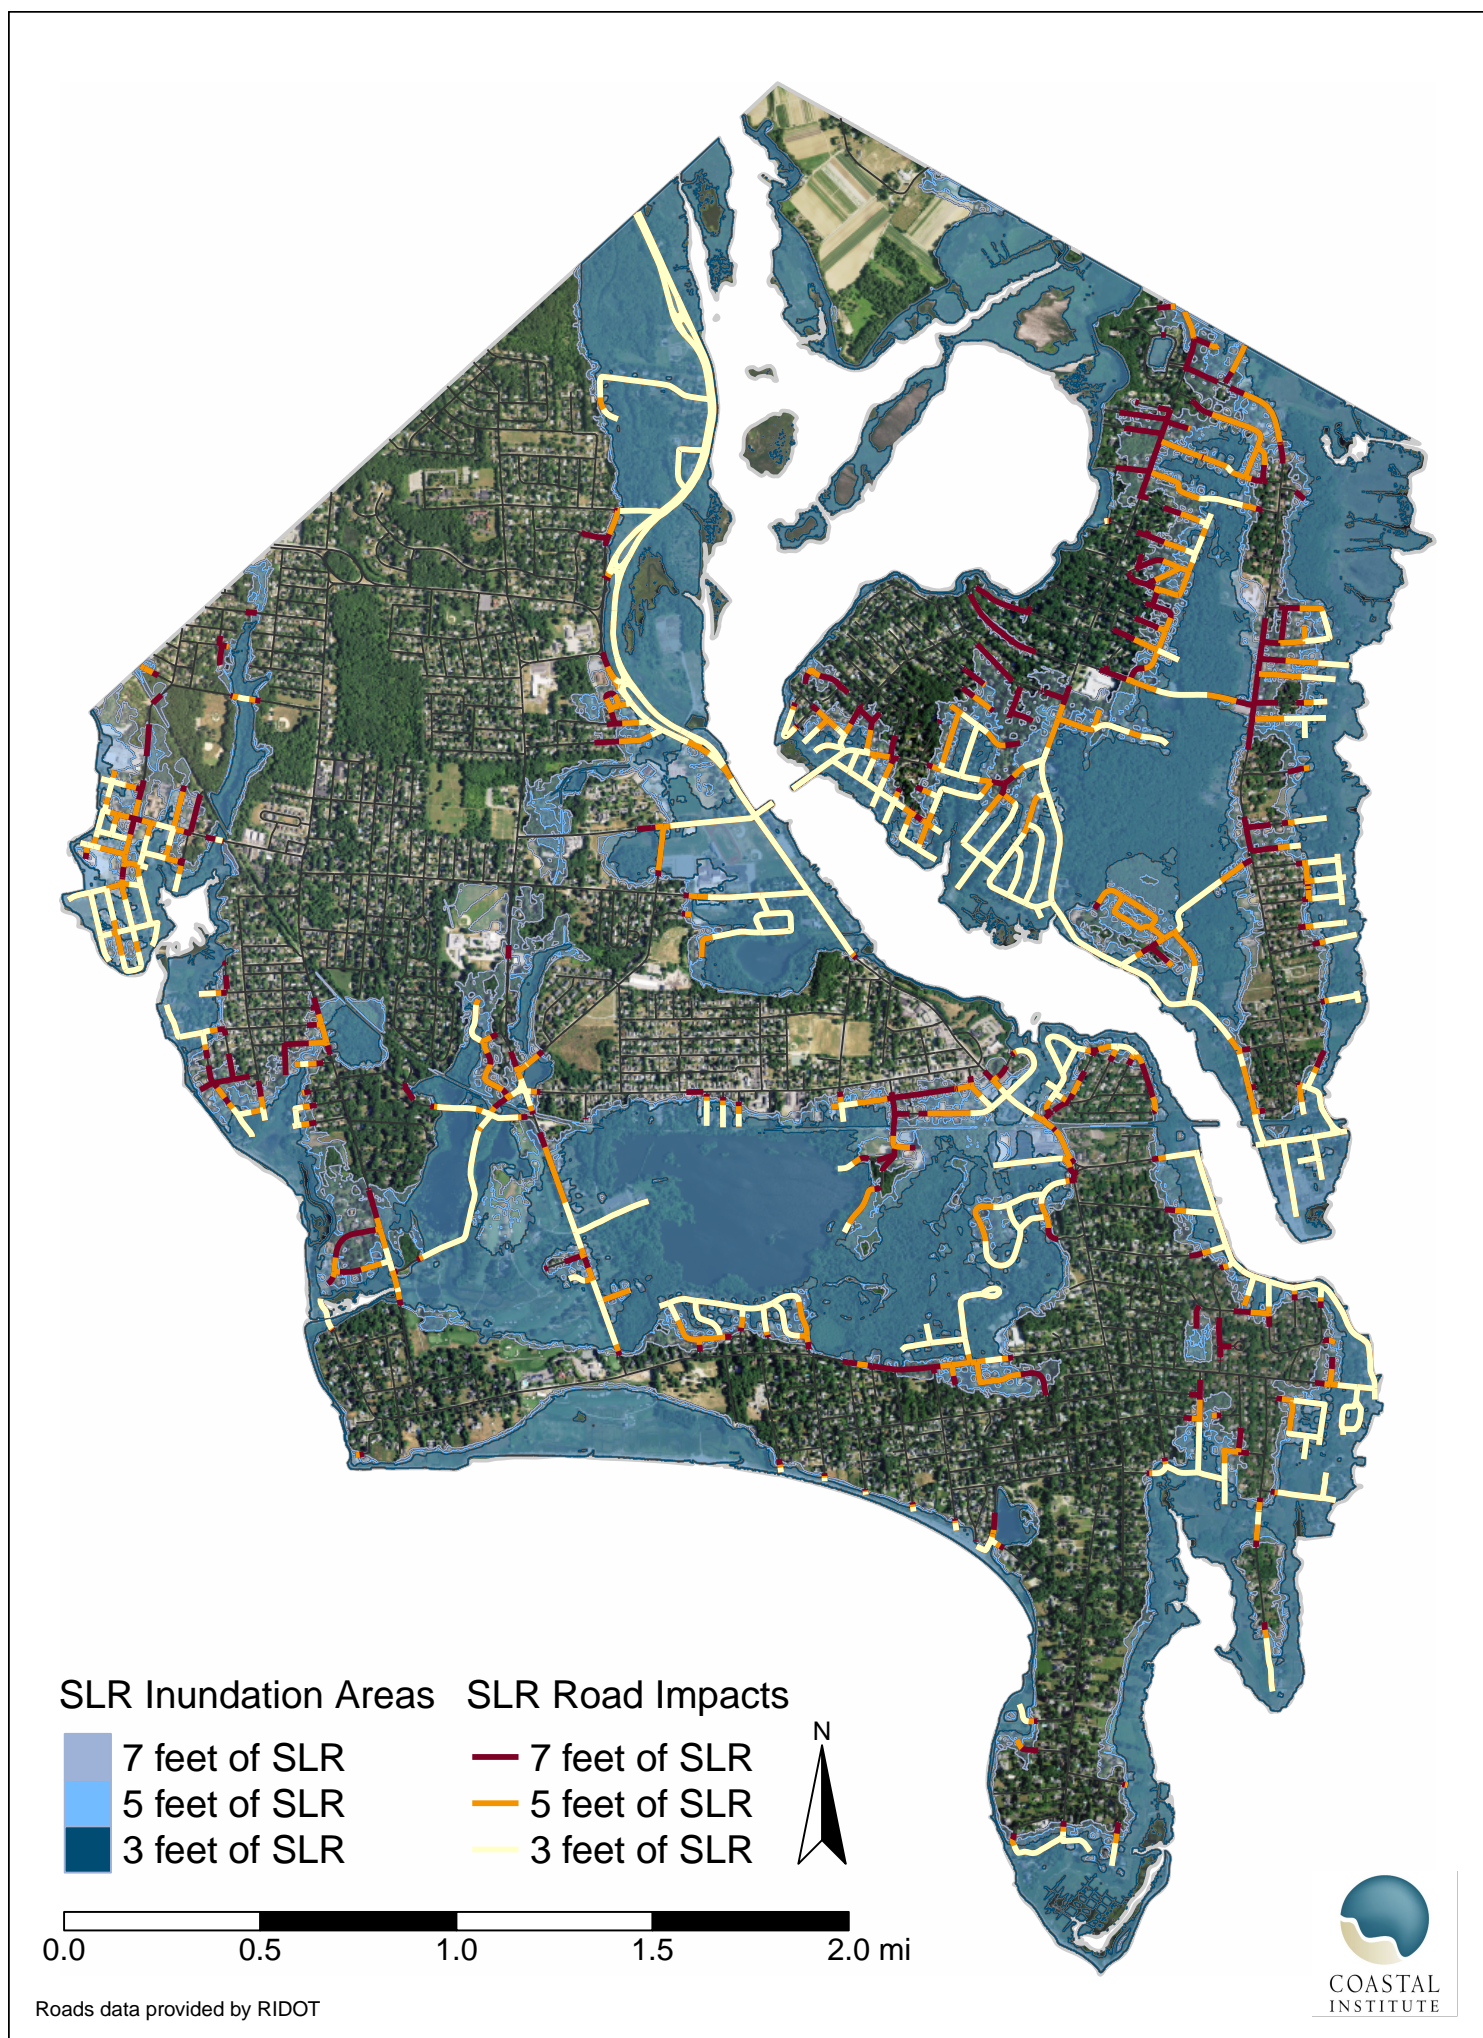 SLR Inundation Areas
7 feet of SLR
5 feet of SLR
3 feet of SLR
SLR Road Impacts
7 feet of SLR
5 feet of SLR
3 feet of SLR
N
0.0 0.5 1.0 1.5 2.0 mi
Roads data provided by RIDOT
COASTAL
INSTITUTE